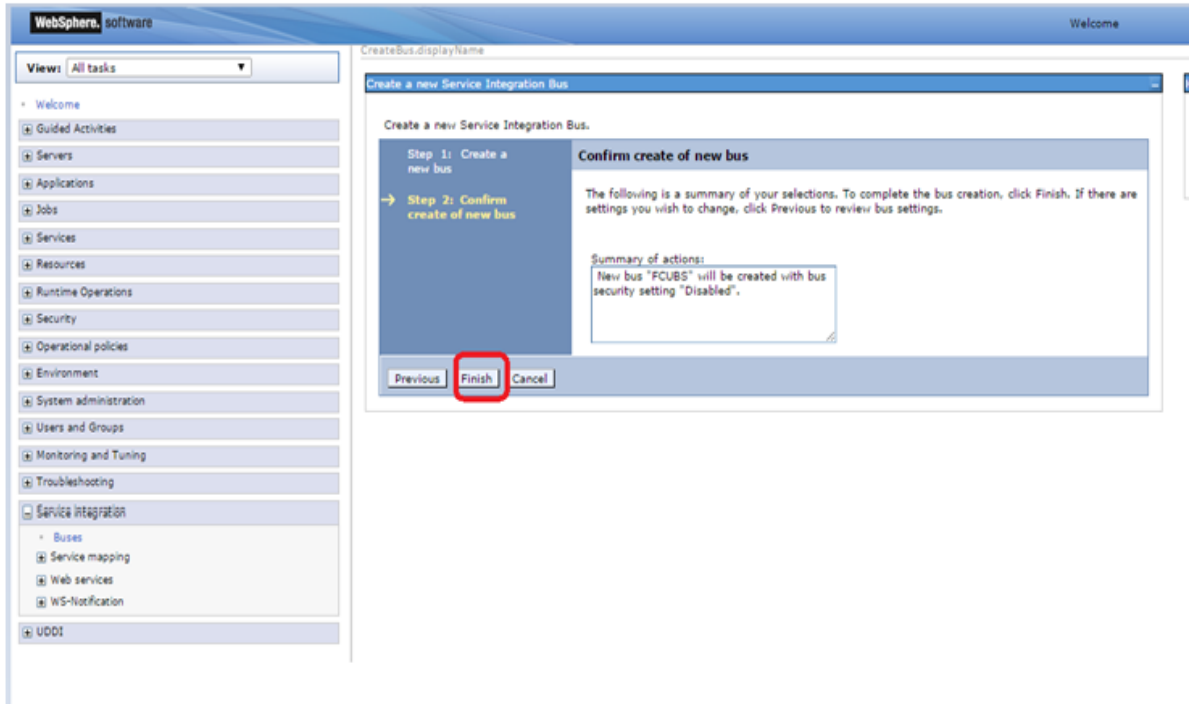 WebSphere. software
Welcome
View: All tasks
Welcome
Guided Activities
Servers
Applications
Jobs
Services
Resources
Runtime Operations
Security
Operational policies
Environment
System administration
Users and Groups
Monitoring and Tuning
Troubleshooting
Service integration
Buses
Service mapping
Web services
WS-Notification
UDDI
CreateBus.displayName
Create a new Service Integration Bus
Create a new Service Integration Bus.
Step 1: Create a
new bus
Step 2: Confirm
create of new bus
Confirm create of new bus
The following is a summary of your selections. To complete the bus creation, click Finish. If there are
settings you wish to change, click Previous to review bus settings.
Summary of actions:
New bus "FCUBS" will be created with bus
security setting "Disabled".
Previous Finish Cancel